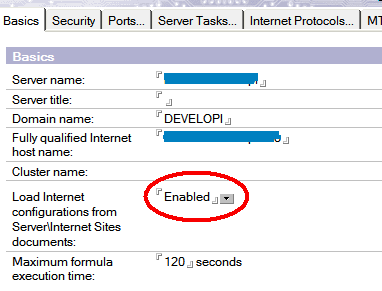 Basics Security Ports... Server Tasks... Internet Protocols... MT
Basics
Server name:
Server title:
Domain name: DEVELOPI
Fully qualified Internet
host name:
Cluster name:
Load Internet Enabled
configurations from
Server\Internet Sites
documents:
Maximum formula 120 seconds
execution time: